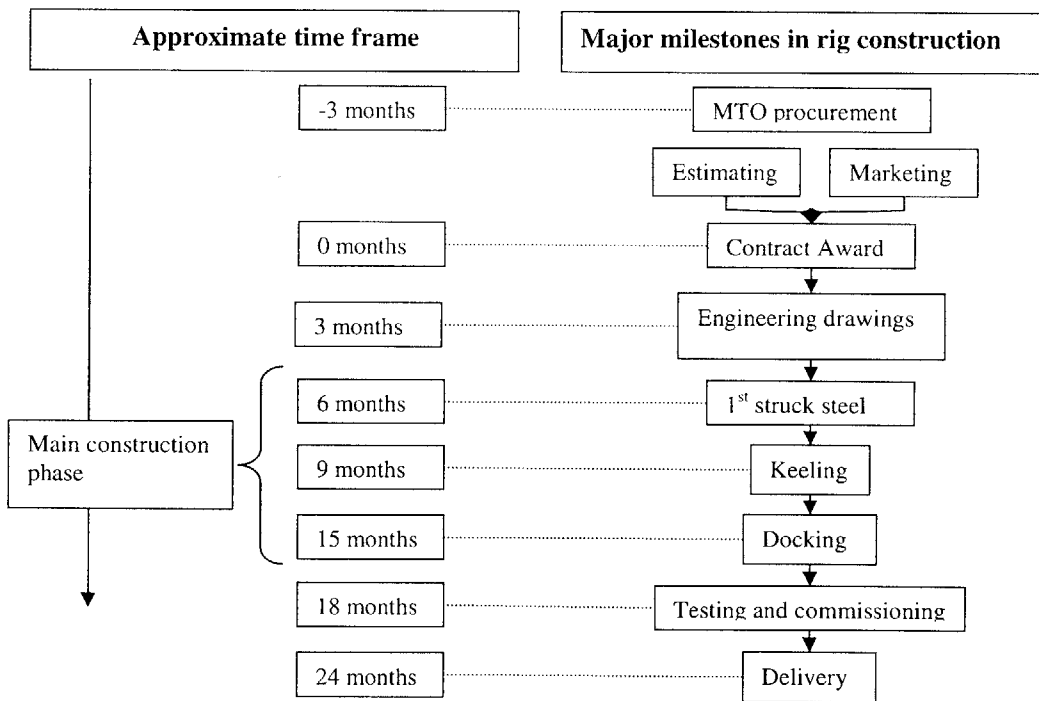 Approximate time frame
Major milestones in rig construction
-3 months
MTO procurement
Estimating
Marketing
0 months
Contract Award
3 months
Engineering drawings
6 months
1st struck steel
Main construction
phase
9 months
Keeling
15 months
Docking
18 months
Testing and commissioning
24 months
Delivery